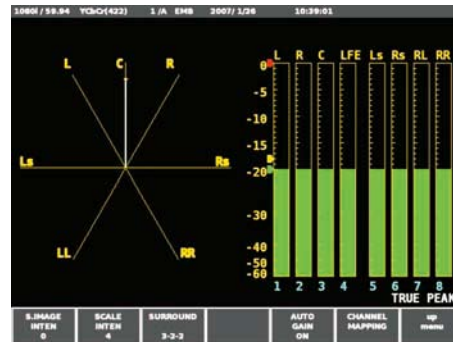 1080i / 59.94 YCbCr(422) 1 /A EMB 2007/ 1/26 10:39:01
L C R
Ls Rs
LL RR
L R C LFE Ls Rs RL RR
0
-5
-10
-15
-20
-30
-40
-50
-60
1 2 3 4 5 6 7 8
TRUE PEAK
S.IMAGE INTEN 0
SCALE INTEN 4
SURROUND 3-2-2
AUTO GAIN ON
CHANNEL MAPPING
up menu